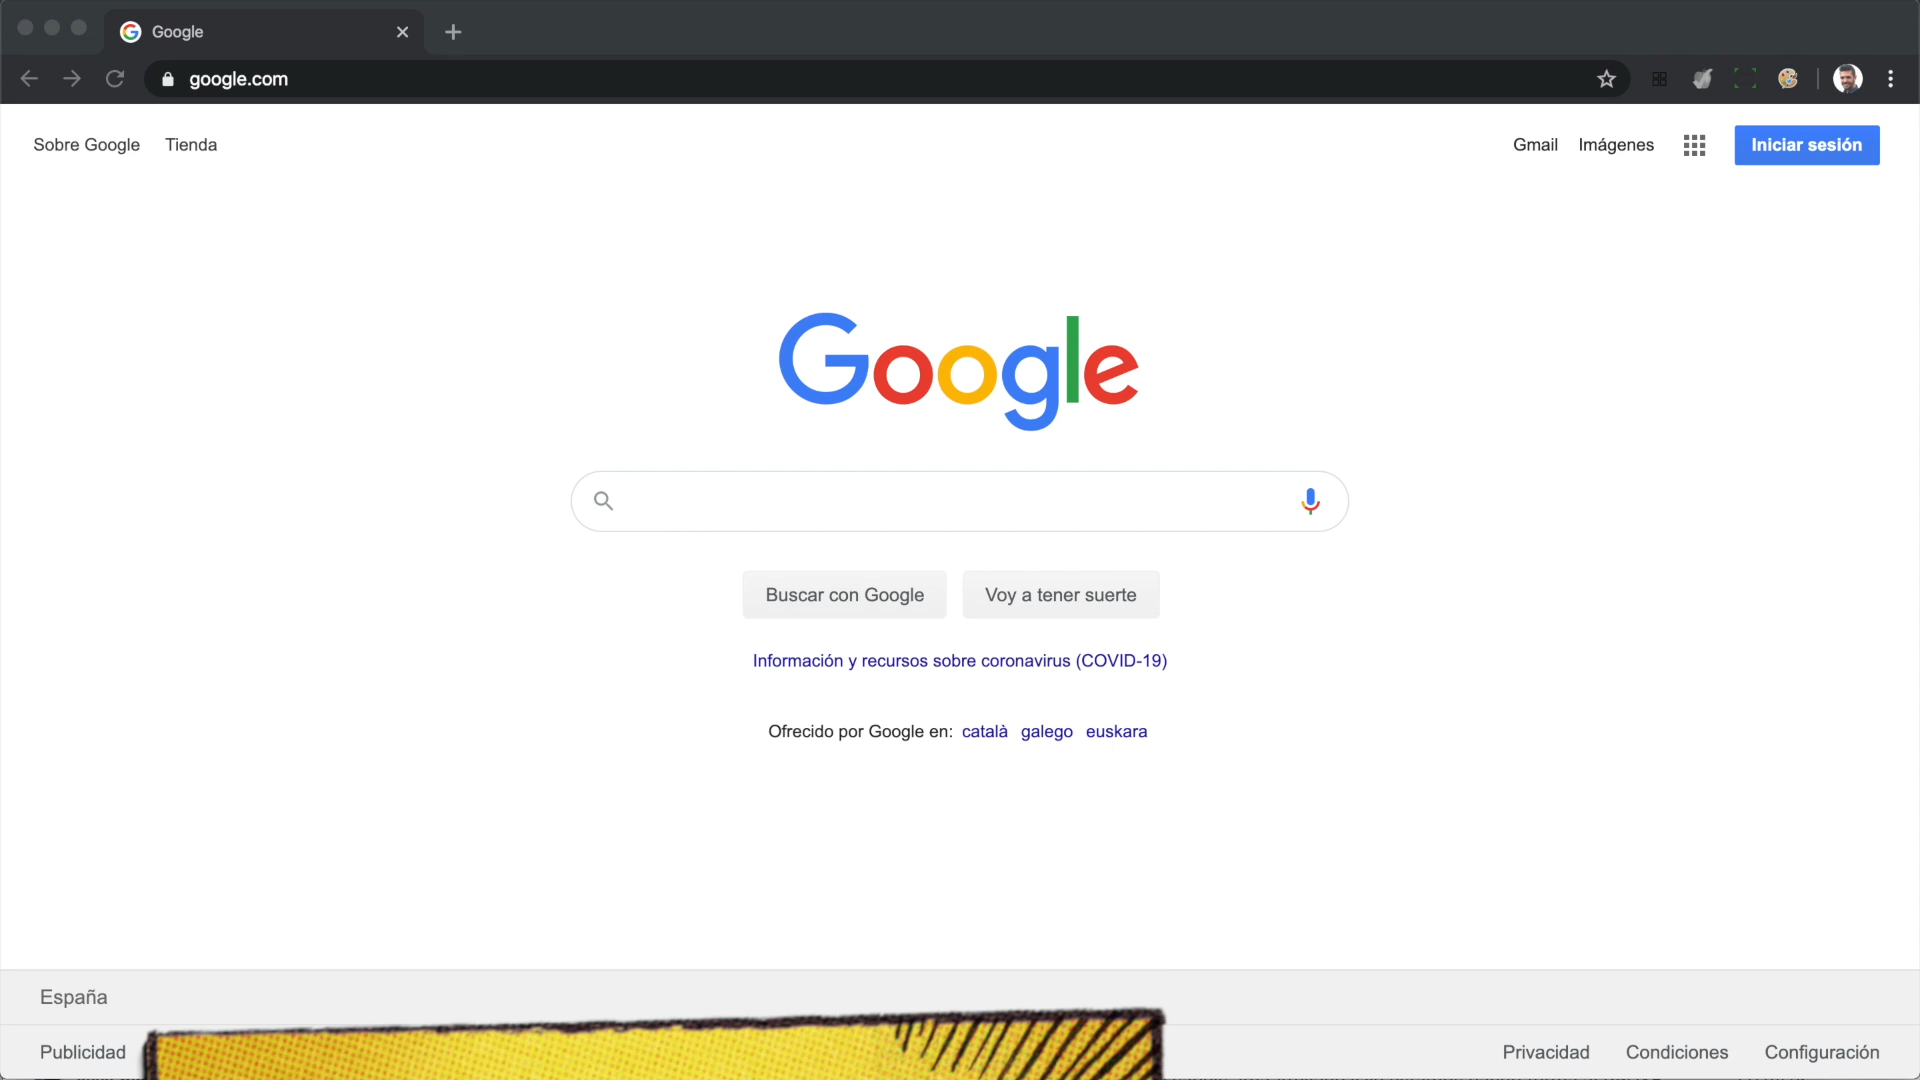 Google
google.com
Sobre Google Tienda
Gmail Imágenes Iniciar sesión
Google
Buscar con Google Voy a tener suerte
Información y recursos sobre coronavirus (COVID-19)
Ofrecido por Google en: català galego euskara
España
Publicidad
Privacidad Condiciones Configuración